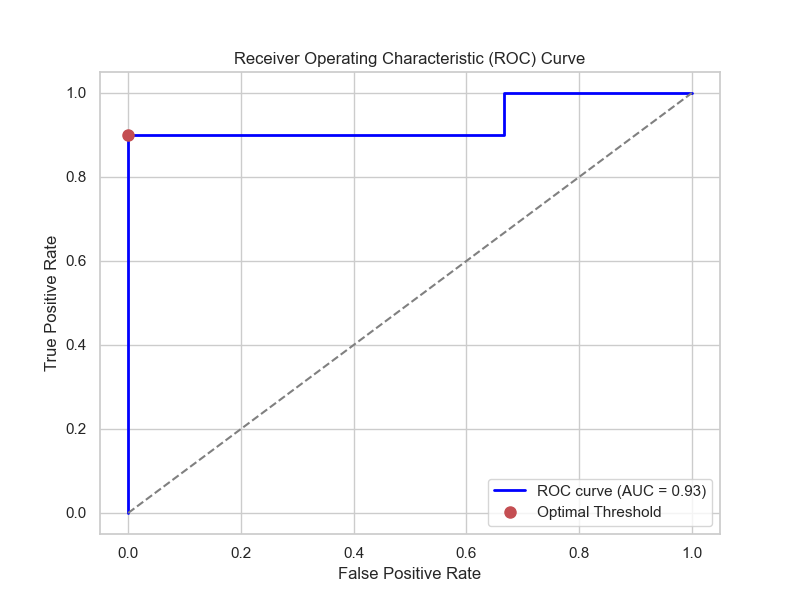 Receiver Operating Characteristic (ROC) Curve
True Positive Rate
1.0
0.8
0.6
0.4
0.2
0.0
ROC curve (AUC = 0.93)
Optimal Threshold
0.0 0.2 0.4 0.6 0.8 1.0
False Positive Rate